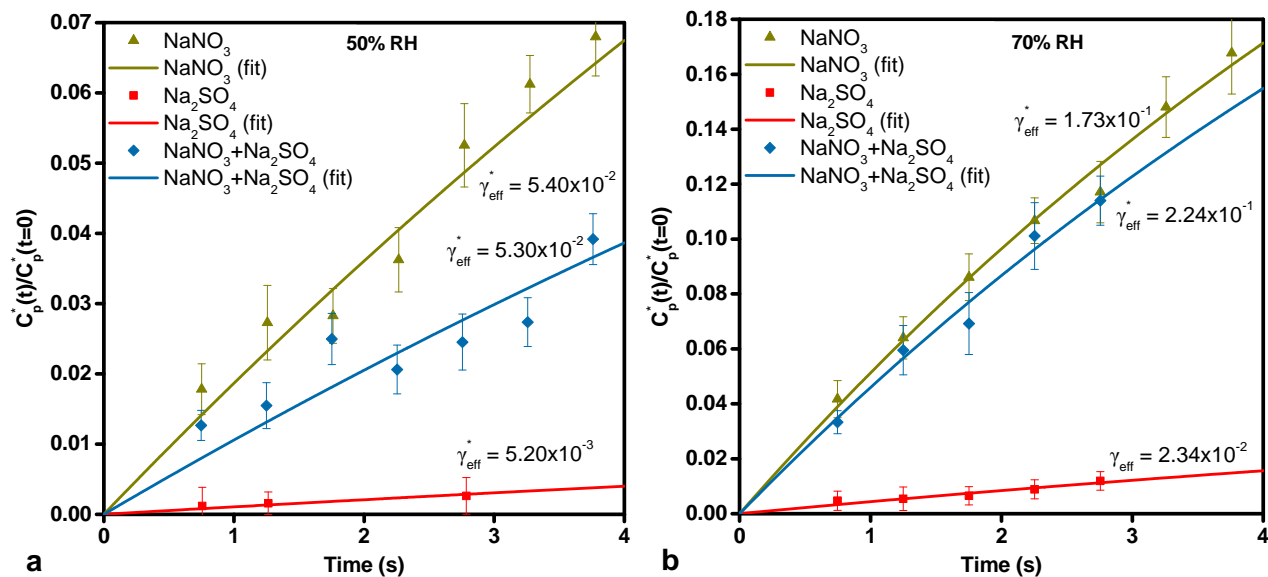 50% RH
NaNO₃
NaNO₃ (fit)
Na₂SO₄
Na₂SO₄ (fit)
NaNO₃+Na₂SO₄
NaNO₃+Na₂SO₄ (fit)
γ*eff = 5.40x10⁻²
γ*eff = 5.30x10⁻²
γ*eff = 5.20x10⁻³
0.07
0.06
0.05
0.04
0.03
0.02
0.01
0.00
C*p(t)/C*p(t=0)
0 1 2 3 4
Time (s)
a
70% RH
NaNO₃
NaNO₃ (fit)
Na₂SO₄
Na₂SO₄ (fit)
NaNO₃+Na₂SO₄
NaNO₃+Na₂SO₄ (fit)
γ*eff = 1.73x10⁻¹
γ*eff = 2.24x10⁻¹
γeff = 2.34x10⁻²
0.18
0.16
0.14
0.12
0.10
0.08
0.06
0.04
0.02
0.00
C*p(t)/C*p(t=0)
0 1 2 3 4
Time (s)
b